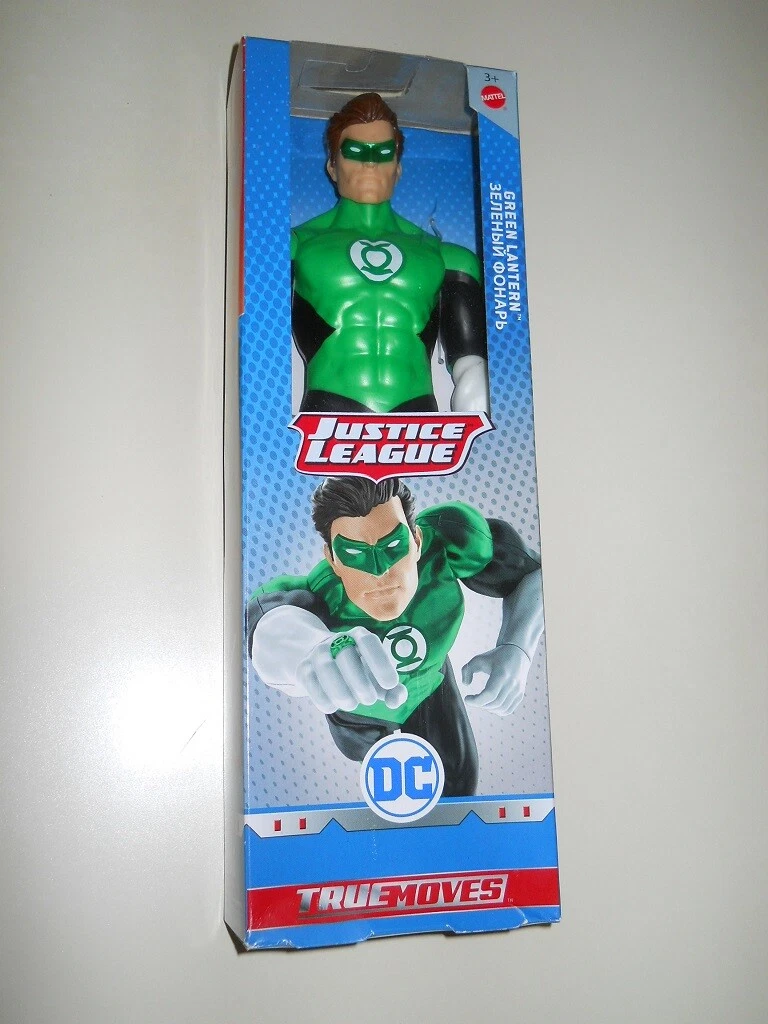 3+
MATTEL
GREEN LANTERN™
ЗЕЛЕНЫЙ ФОНАРЬ
JUSTICE
LEAGUE
DC
TRUEMOVES™